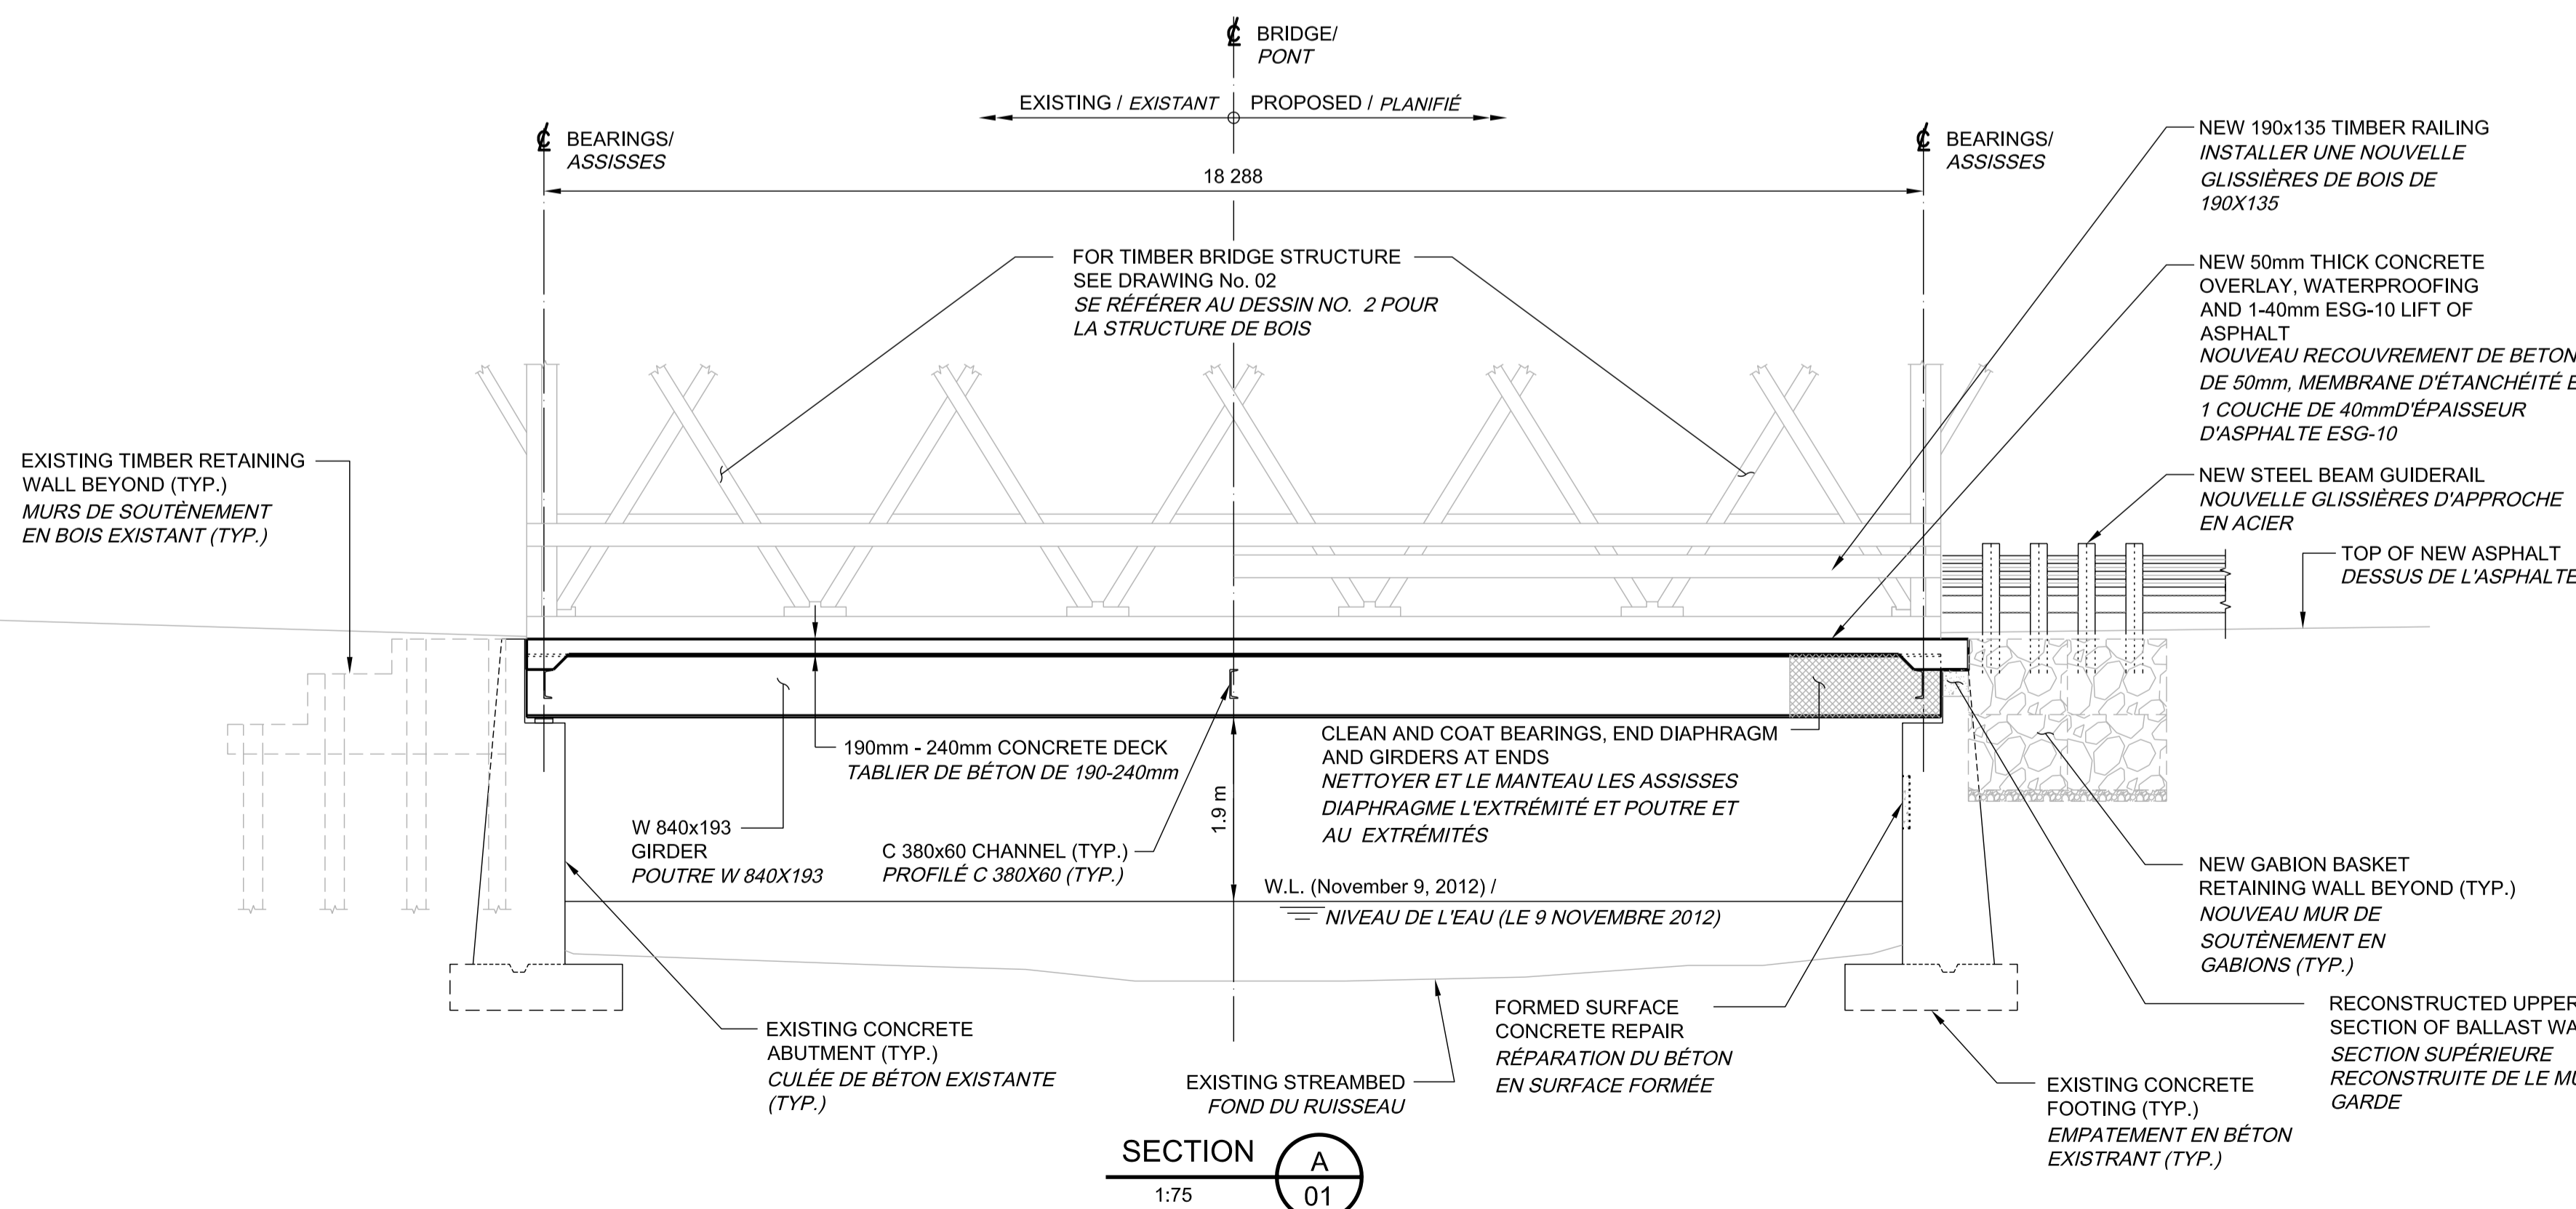 ℄ BRIDGE/
PONT
EXISTING / EXISTANT
PROPOSED / PLANIFIÉ
℄ BEARINGS/
ASSISSES
℄ BEARINGS/
ASSISSES
18 288
NEW 190x135 TIMBER RAILING
INSTALLER UNE NOUVELLE
GLISSIÈRES DE BOIS DE
190X135
FOR TIMBER BRIDGE STRUCTURE
SEE DRAWING No. 02
SE RÉFÉRER AU DESSIN NO. 2 POUR
LA STRUCTURE DE BOIS
NEW 50mm THICK CONCRETE
OVERLAY, WATERPROOFING
AND 1-40mm ESG-10 LIFT OF
ASPHALT
NOUVEAU RECOUVREMENT DE BETON
DE 50mm, MEMBRANE D'ÉTANCHÉITÉ
1 COUCHE DE 40mmD'ÉPAISSEUR
D'ASPHALTE ESG-10
EXISTING TIMBER RETAINING
WALL BEYOND (TYP.)
MURS DE SOUTÈNEMENT
EN BOIS EXISTANT (TYP.)
NEW STEEL BEAM GUIDERAIL
NOUVELLE GLISSIÈRES D'APPROCHE
EN ACIER
TOP OF NEW ASPHALT
DESSUS DE L'ASPHALTE
190mm - 240mm CONCRETE DECK
TABLIER DE BÉTON DE 190-240mm
CLEAN AND COAT BEARINGS, END DIAPHRAGM
AND GIRDERS AT ENDS
NETTOYER ET LE MANTEAU LES ASSISSES
DIAPHRAGME L'EXTRÉMITÉ ET POUTRE ET
AU EXTRÉMITÉS
1.9 m
W 840x193
GIRDER
POUTRE W 840X193
C 380x60 CHANNEL (TYP.)
PROFILÉ C 380X60 (TYP.)
W.L. (November 9, 2012) /
NIVEAU DE L'EAU (LE 9 NOVEMBRE 2012)
NEW GABION BASKET
RETAINING WALL BEYOND (TYP.)
NOUVEAU MUR DE
SOUTÈNEMENT EN
GABIONS (TYP.)
EXISTING CONCRETE
ABUTMENT (TYP.)
CULÉE DE BÉTON EXISTANTE
(TYP.)
EXISTING STREAMBED
FOND DU RUISSEAU
FORMED SURFACE
CONCRETE REPAIR
RÉPARATION DU BÉTON
EN SURFACE FORMÉE
RECONSTRUCTED UPPER
SECTION OF BALLAST
SECTION SUPÉRIEURE
RECONSTRUITE DE LE
GARDE
EXISTING CONCRETE
FOOTING (TYP.)
EMPATEMENT EN BÉTON
EXISTRANT (TYP.)
SECTION
1:75
A
01